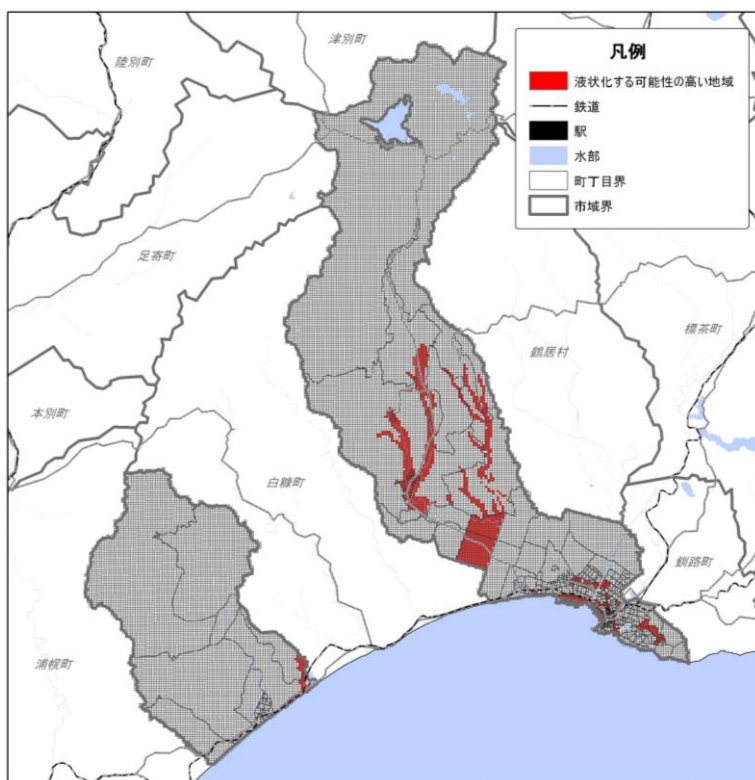 津別町
陸別町
凡例
液状化する可能性の高い地域
鉄道
駅
水部
町丁目界
市域界
足寄町
標茶町
鶴居村
本別町
白糠町
釧路町
浦幌町